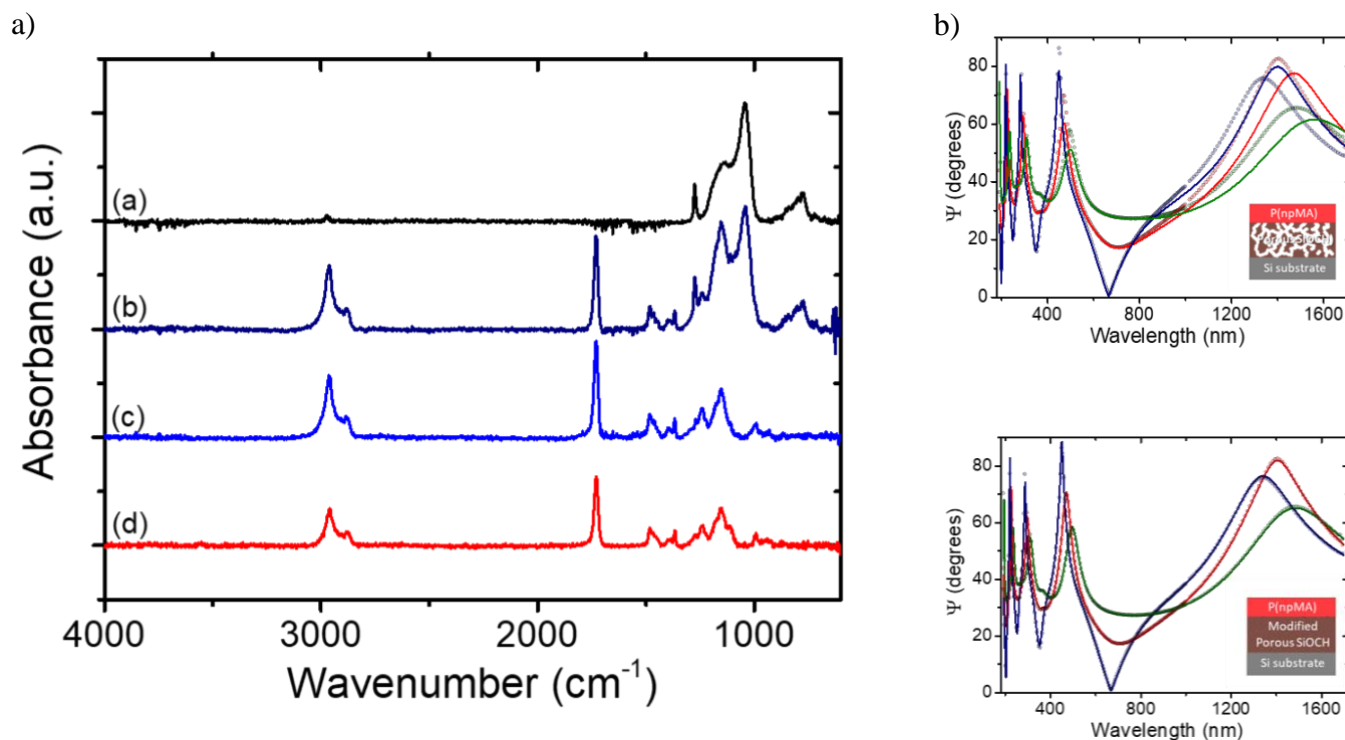 a)
Absorbance (a.u.)
(a)
(b)
(c)
(d)
4000
3000
2000
1000
Wavenumber (cm⁻¹)
b)
Ψ (degrees)
80
60
40
20
0
P(npMA)
Porous SiOCH
Si substrate
400
800
1200
1600
Wavelength (nm)
Ψ (degrees)
80
60
40
20
0
P(npMA)
Modified
Porous SiOCH
Si substrate
400
800
1200
1600
Wavelength (nm)